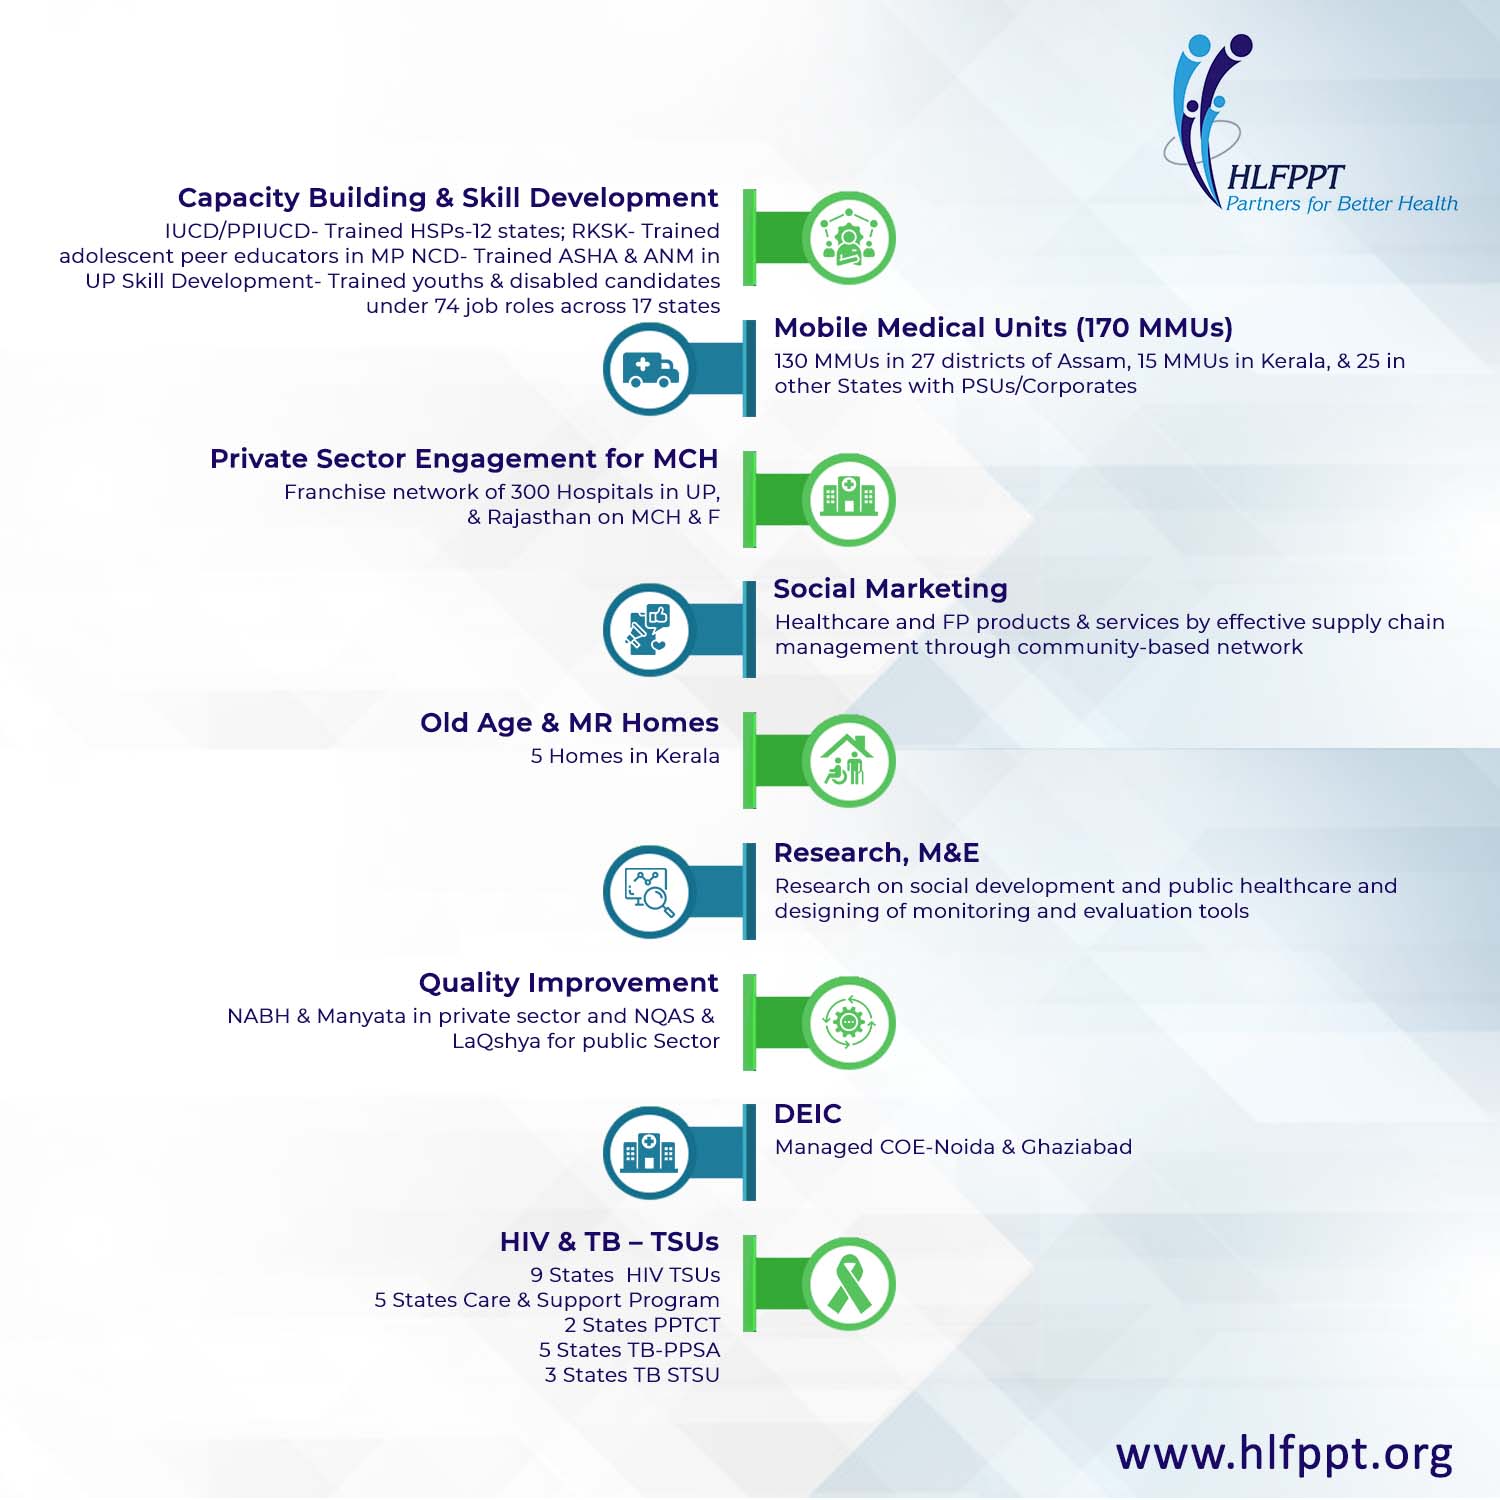 HLFPPT
Partners for Better Health
Capacity Building & Skill Development
IUCD/PPIUCD- Trained HSPs-12 states; RKSK- Trained
adolescent peer educators in MP NCD- Trained ASHA & ANM in
UP Skill Development- Trained youths & disabled candidates
under 74 job roles across 17 states
Mobile Medical Units (170 MMUs)
130 MMUs in 27 districts of Assam, 15 MMUs in Kerala, & 25 in
other States with PSUs/Corporates
Private Sector Engagement for MCH
Franchise network of 300 Hospitals in UP,
& Rajasthan on MCH & F
Social Marketing
Healthcare and FP products & services by effective supply chain
management through community-based network
Old Age & MR Homes
5 Homes in Kerala
Research, M&E
Research on social development and public healthcare and
designing of monitoring and evaluation tools
Quality Improvement
NABH & Manyata in private sector and NQAS &
LaQshya for public Sector
DEIC
Managed COE-Noida & Ghaziabad
HIV & TB – TSUs
9 States  HIV TSUs
5 States Care & Support Program
2 States PPTCT
5 States TB-PPSA
3 States TB STSU
www.hlfppt.org